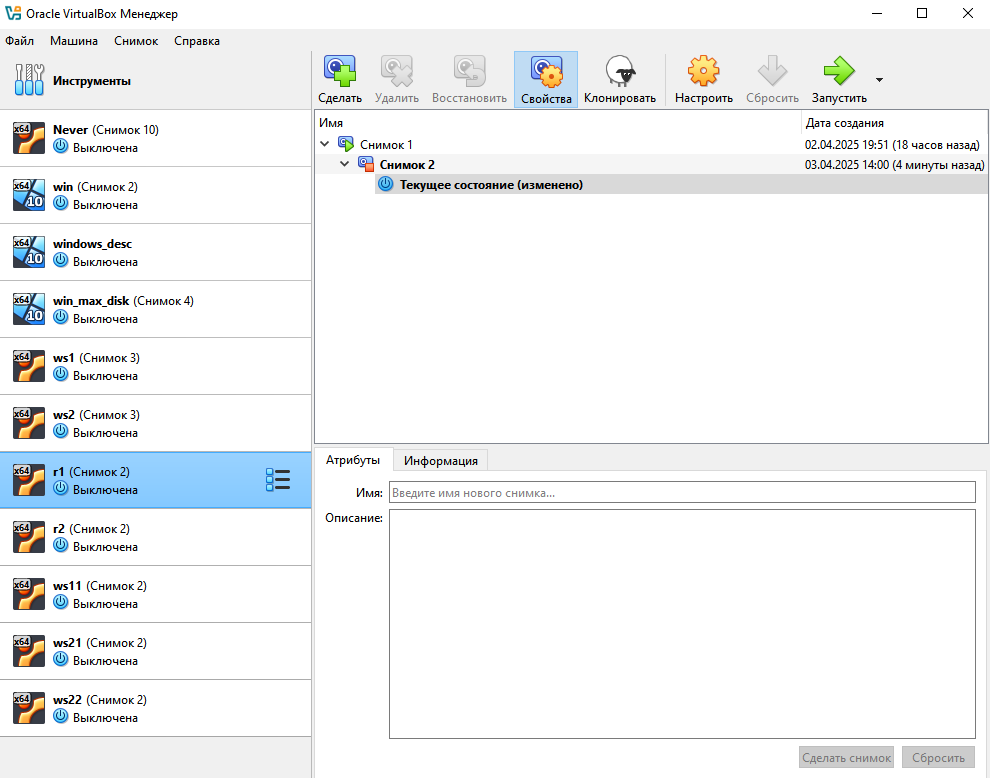 Oracle VirtualBox Менеджер
Файл Машина Снимок Справка
Инструменты
Сделать Удалить Восстановить Свойства Клонировать Настроить Сбросить Запустить
x64 Never (Снимок 10)
Выключена
x64 10 win (Снимок 2)
Выключена
x64 10 windows_desc
Выключена
x64 10 win_max_disk (Снимок 4)
Выключена
x64 ws1 (Снимок 3)
Выключена
x64 ws2 (Снимок 3)
Выключена
x64 r1 (Снимок 2)
Выключена
x64 r2 (Снимок 2)
Выключена
x64 ws11 (Снимок 2)
Выключена
x64 ws21 (Снимок 2)
Выключена
x64 ws22 (Снимок 2)
Выключена
Имя Дата создания
Снимок 1 02.04.2025 19:51 (18 часов назад)
Снимок 2 03.04.2025 14:00 (4 минуты назад)
Текущее состояние (изменено)
Атрибуты Информация
Имя: Введите имя нового снимка...
Описание:
Сделать снимок Сбросить